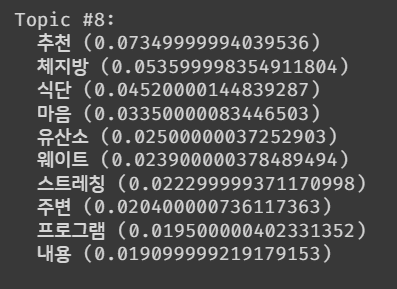 Topic #8:
추천 (0.07349999994039536)
체지방 (0.053599998354911804)
식단 (0.04520000144839287)
마음 (0.03350000083446503)
유산소 (0.02500000037252903)
웨이트 (0.023900000378489494)
스트레칭 (0.022299999371170998)
주변 (0.020400000736117363)
프로그램 (0.019500000402331352)
내용 (0.019099999219179153)